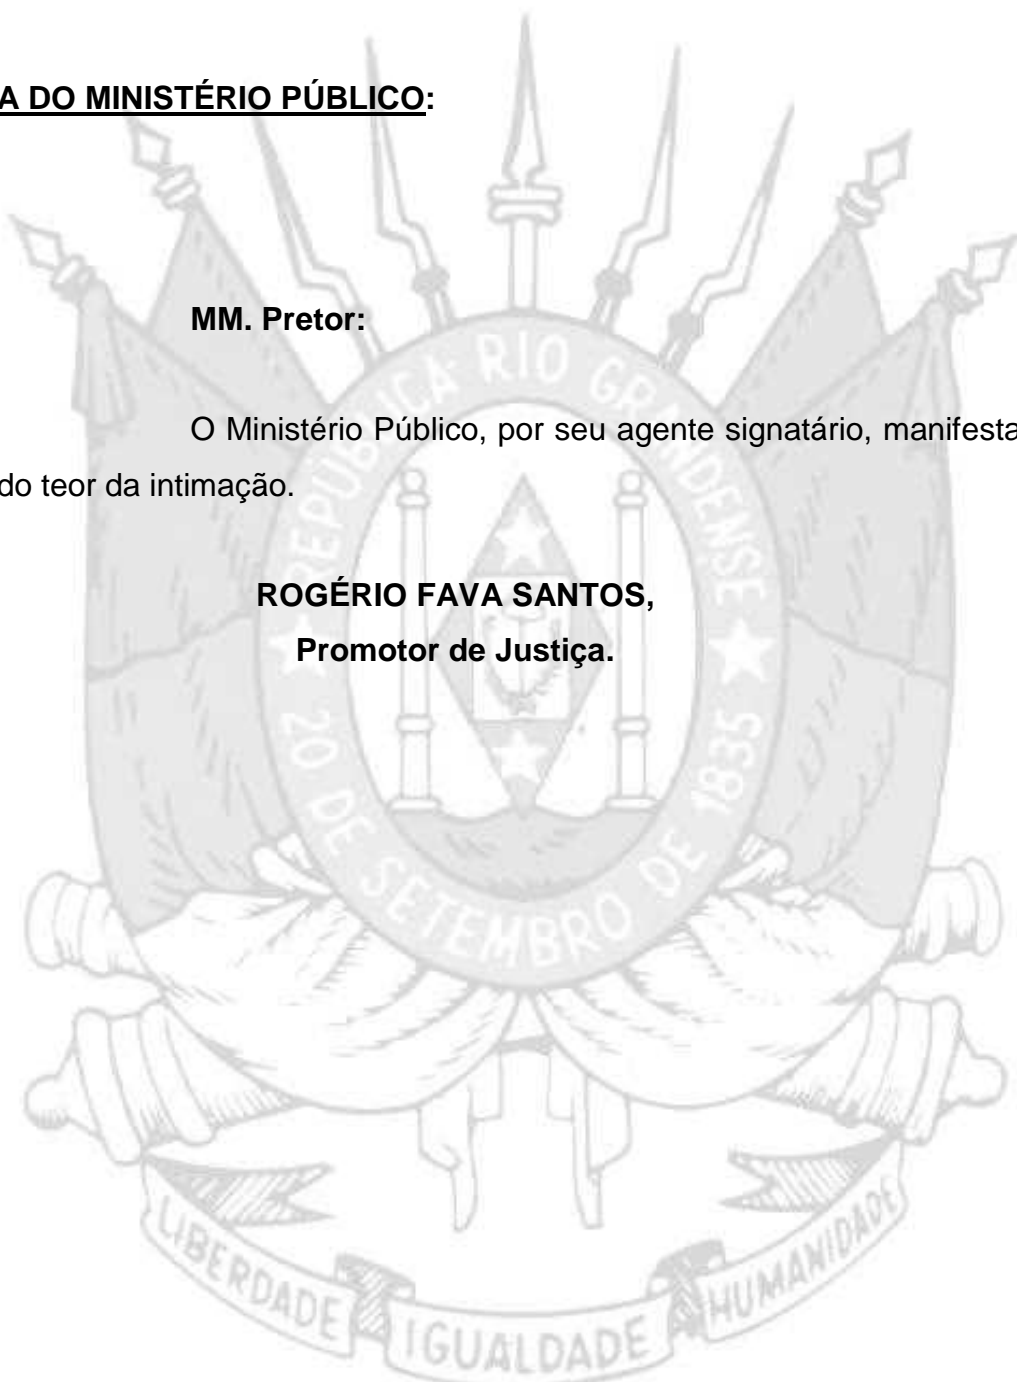 A DO MINISTÉRIO PÚBLICO:
MM. Pretor:
O Ministério Público, por seu agente signatário, manifesta
do teor da intimação.
ROGÉRIO FAVA SANTOS,
Promotor de Justiça.
REPÚBLICA RIO GRANDENSE
20 DE SETEMBRO DE 1835
LIBERDADE IGUALDADE HUMANIDADE